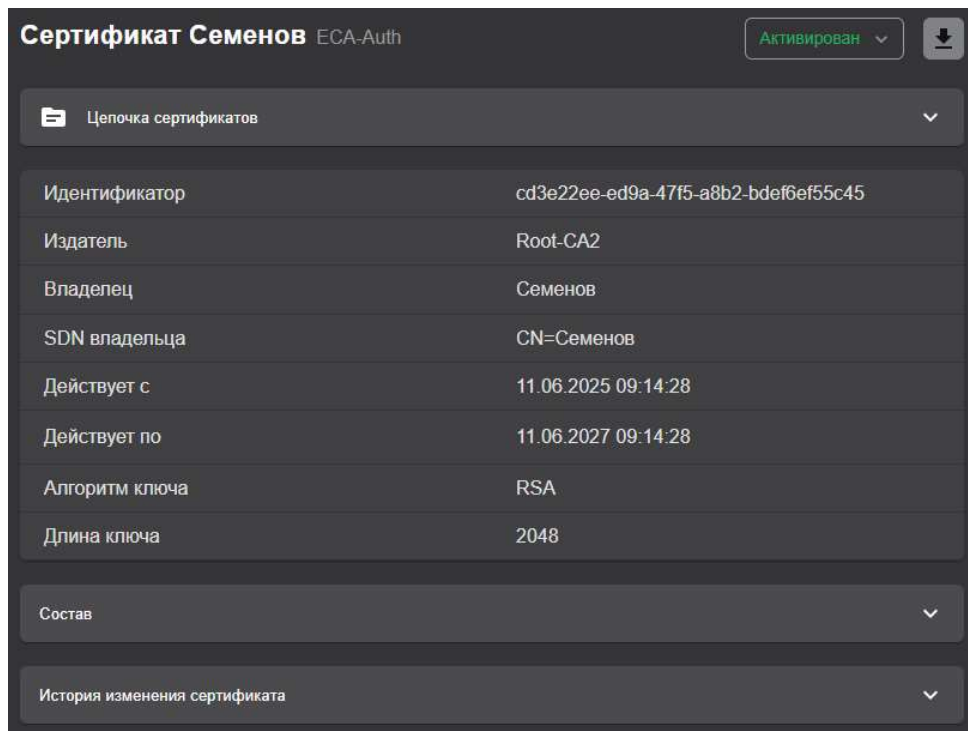 Сертификат Семенов ECA-Auth
Активирован
Цепочка сертификатов
Идентификатор cd3e22ee-ed9a-47f5-a8b2-bdef6ef55c45
Издатель Root-CA2
Владелец Семенов
SDN владельца CN=Семенов
Действует с 11.06.2025 09:14:28
Действует по 11.06.2027 09:14:28
Алгоритм ключа RSA
Длина ключа 2048
Состав
История изменения сертификата